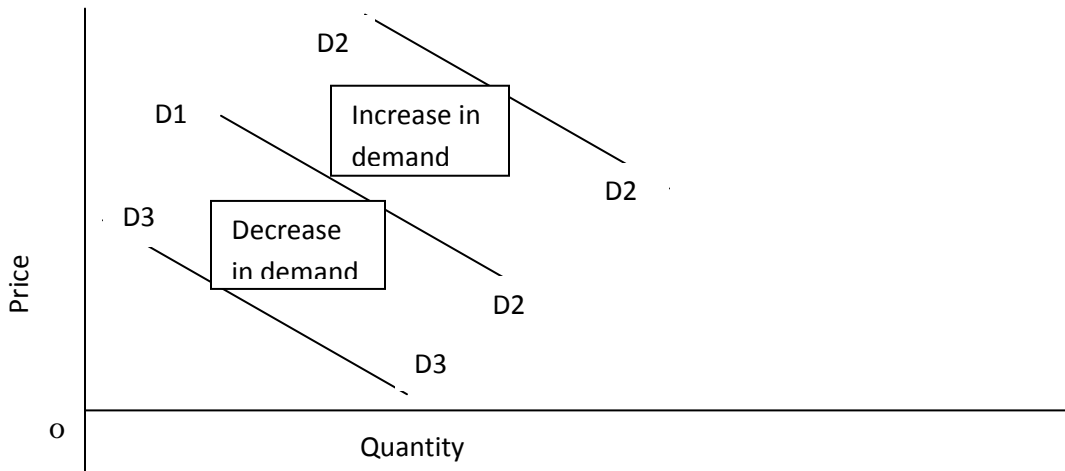 D2
D1
Increase in
demand
D2
D3
Decrease
in demand
D2
D3
Price
o
Quantity